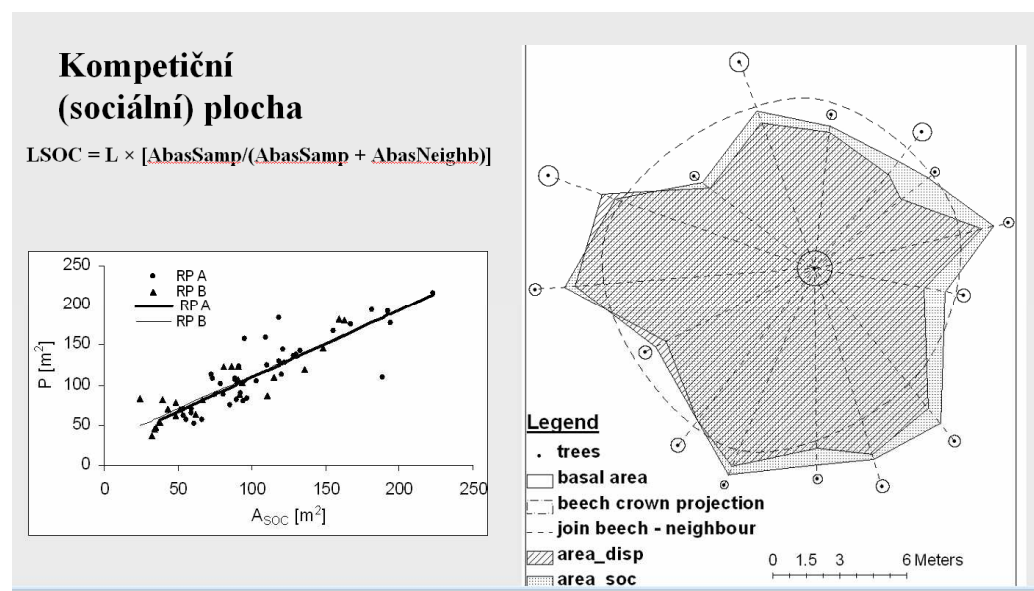 Kompetiční
(sociální) plocha
LSOC = L × [AbasSamp/(AbasSamp + AbasNeighb)]
250
200
150
100
50
0
P [m²]
RP A
RP B
RP A
RP B
0 50 100 150 200 250
A_SOC [m²]
Legend
trees
basal area
beech crown projection
join beech - neighbour
area_disp
area_soc
0 1.5 3 6 Meters